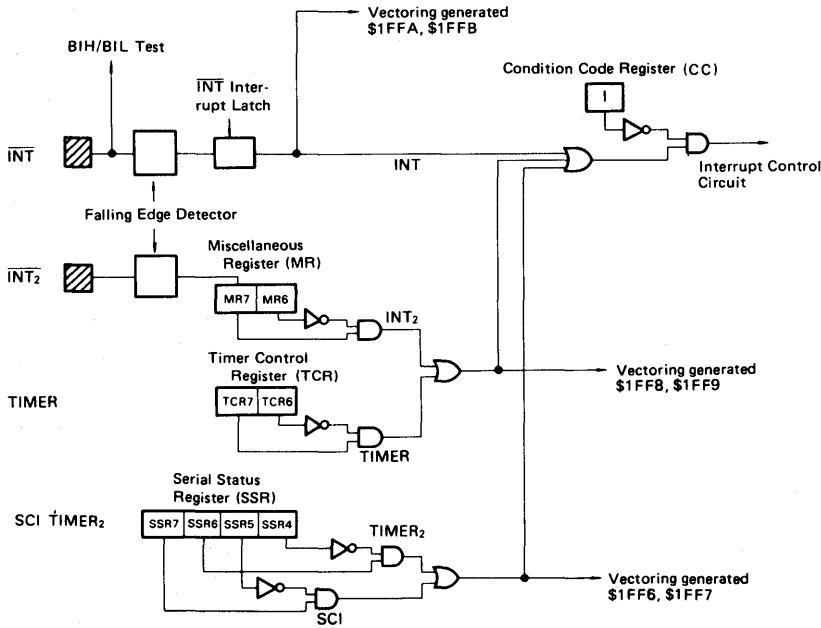 Vectoring generated
$1FFA, $1FFB
BIH/BIL Test
INT Inter-
rupt Latch
Condition Code Register (CC)
I
INT
INT
Interrupt Control
Circuit
Falling Edge Detector
Miscellaneous
Register (MR)
INT₂
MR7 MR6
INT₂
Timer Control
Register (TCR)
Vectoring generated
$1FF8, $1FF9
TIMER
TCR7 TCR6
TIMER
Serial Status
Register (SSR)
SCI TIMER₂
SSR7 SSR6 SSR5 SSR4
TIMER₂
Vectoring generated
$1FF6, $1FF7
SCI